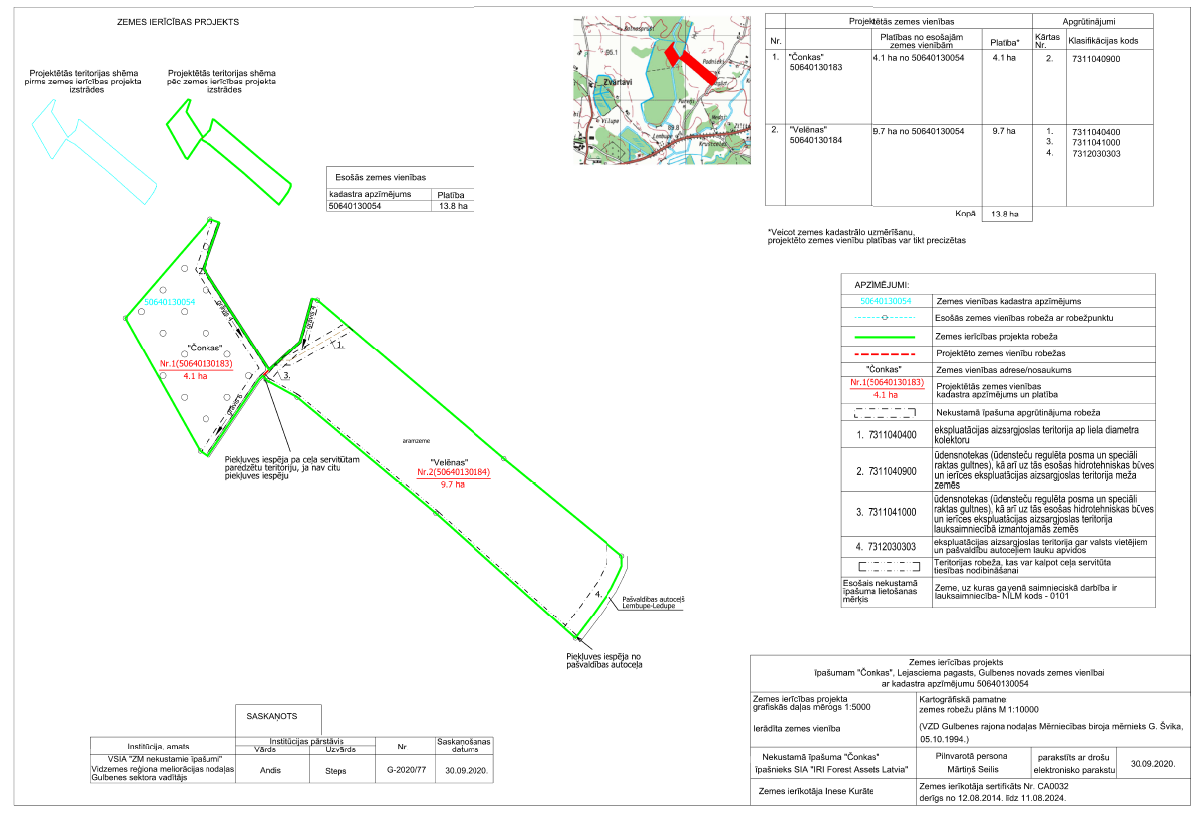 ZEMES IERĪCĪBAS PROJEKTS
Projektētās teritorijas shēma
pirms zemes ierīcības projekta
izstrādes
Projektētās teritorijas shēma
pēc zemes ierīcības projekta
izstrādes
Esošās zemes vienības
kadastra apzīmējums Platība
50640130054 13.8 ha
Zvārtavi
Vilupe
Lembupe
Projektētās zemes vienības Apgrūtinājumi
Nr. Platības no esošajām
zemes vienībām Platība* Kārtas
Nr. Klasifikācijas kods
1. "Čonkas"
50640130183 4.1 ha no 50640130054 4.1 ha 2. 7311040900
2. "Velēnas"
50640130184 9.7 ha no 50640130054 9.7 ha 1. 7311040400
3. 7311041000
4. 7312030303
Kopā 13.8 ha
*Veicot zemes kadastrālo uzmērīšanu,
projektēto zemes vienību platības var tikt precizētas
2.
50640130054
grāvis 4
grāvis 4
"Čonkas"
Nr.1(50640130183)
4.1 ha
1.
3.
Piekļuves iespēja pa ceļa servitūtam
paredzētu teritoriju, ja nav citu
piekļuves iespēju
aramzeme
"Velēnas"
Nr.2(50640130184)
9.7 ha
4.
Pašvaldības autoceļš
Lembupe-Ledupe
Piekļuves iespēja no
pašvaldības autoceļa
APZĪMĒJUMI:
50640130054 Zemes vienības kadastra apzīmējums
Esošās zemes vienības robeža ar robežpunktu
Zemes ierīcības projekta robeža
Projektēto zemes vienību robežas
"Čonkas" Zemes vienības adrese/nosaukums
Nr.1(50640130183)
4.1 ha
Projektētās zemes vienības
kadastra apzīmējums un platība
Nekustamā īpašuma apgrūtinājuma robeža
1. 7311040400 ekspluatācijas aizsargjoslas teritorija ap liela diametra
kolektoru
2. 7311040900 ūdensnotekas (ūdensteču regulēta posma un speciāli
raktas gultnes), kā arī uz tās esošas hidrotehniskas būves
un ierīces ekspluatācijas aizsargjoslas teritorija meža
zemēs
3. 7311041000 ūdensnotekas (ūdensteču regulēta posma un speciāli
raktas gultnes), kā arī uz tās esošas hidrotehniskas būves
un ierīces ekspluatācijas aizsargjoslas teritorija
lauksaimniecībā izmantojamās zemēs
4. 7312030303 ekspluatācijas aizsargjoslas teritorija gar valsts vietējiem
un pašvaldību autoceļiem lauku apvidos
Teritorijas robeža, kas var kalpot ceļa servitūta
tiesības nodibināšanai
Esošais nekustamā
īpašuma lietošanas
mērķis
Zeme, uz kuras galvenā saimnieciskā darbība ir
lauksaimniecība- NĪLM kods - 0101
Zemes ierīcības projekts
īpašumam "Čonkas", Lejasciema pagasts, Gulbenes novads zemes vienībai
ar kadastra apzīmējumu 50640130054
Zemes ierīcības projekta
grafiskās daļas mērogs 1:5000
Ierādīta zemes vienība
Kartogrāfiskā pamatne
zemes robežu plāns M 1:10000
(VZD Gulbenes rajona nodaļas Mērniecības biroja mērnieks G. Švika,
05.10.1994.)
Nekustamā īpašuma "Čonkas"
īpašnieks SIA "IRI Forest Assets Latvia"
Pilnvarotā persona
Mārtiņš Seilis
parakstīts ar drošu
elektronisko parakstu
30.09.2020.
Zemes ierīkotāja Inese Kurāte
Zemes ierīkotāja sertifikāts Nr. CA0032
derīgs no 12.08.2014. līdz 11.08.2024.
SASKAŅOTS
Institūcija, amats Institūcijas pārstāvis
Vārds Uzvārds Nr Saskaņošanas
datums
VSIA "ZM nekustamie īpašumi"
Vidzemes reģiona meliorācijas nodaļas
Gulbenes sektora vadītājs
Andis Steps G-2020/77 30.09.2020.